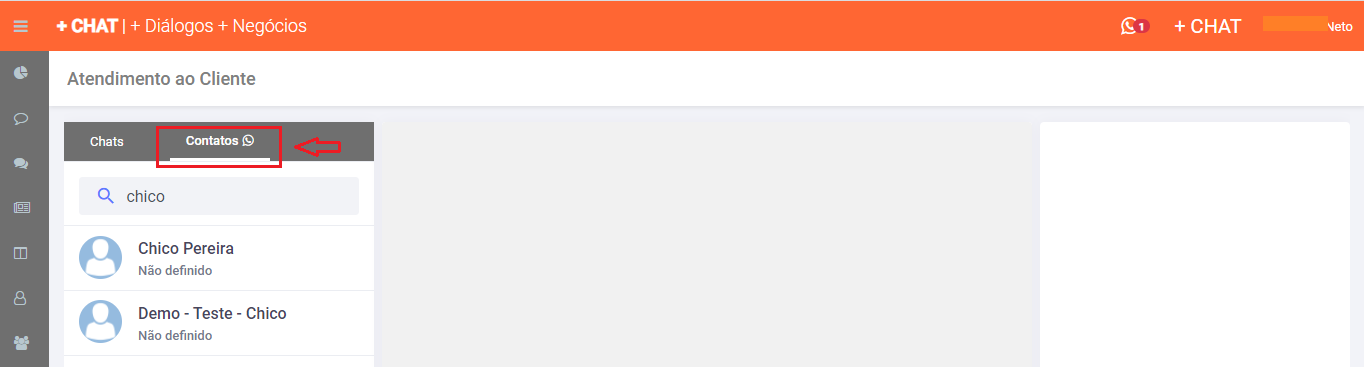 + CHAT | + Diálogos + Negócios
1
+ CHAT
Neto
Atendimento ao Cliente
Chats
Contatos
chico
Chico Pereira
Não definido
Demo - Teste - Chico
Não definido